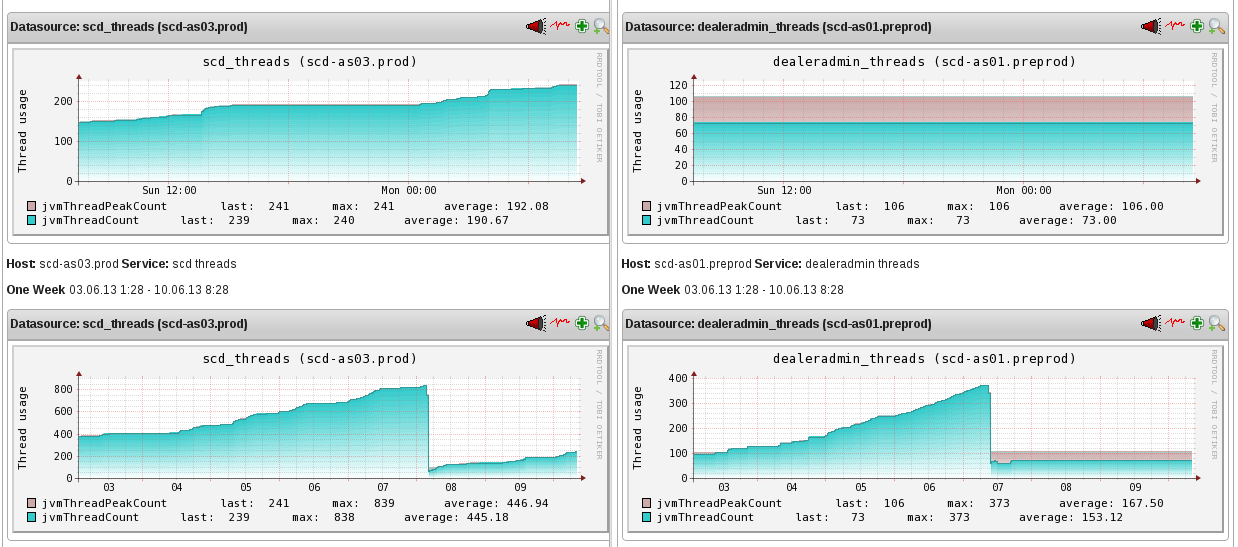 Datasource: scd_threads (scd-as03.prod)
scd_threads (scd-as03.prod)
RRDTOOL / TOBI OETIKER
Thread usage
200
100
0
Sun 12:00 Mon 00:00
jvmThreadPeakCount last: 241 max: 241 average: 192.08
jvmThreadCount last: 239 max: 240 average: 190.67
Host: scd-as03.prod Service: scd threads
One Week 03.06.13 1:28 - 10.06.13 8:28
Datasource: scd_threads (scd-as03.prod)
scd_threads (scd-as03.prod)
RRDTOOL / TOBI OETIKER
Thread usage
800
600
400
200
0
03 04 05 06 07 08 09
jvmThreadPeakCount last: 241 max: 839 average: 446.94
jvmThreadCount last: 239 max: 838 average: 445.18
Datasource: dealeradmin_threads (scd-as01.preprod)
dealeradmin_threads (scd-as01.preprod)
RRDTOOL / TOBI OETIKER
Thread usage
120
100
80
60
40
20
0
Sun 12:00 Mon 00:00
jvmThreadPeakCount last: 106 max: 106 average: 106.00
jvmThreadCount last: 73 max: 73 average: 73.00
Host: scd-as01.preprod Service: dealeradmin threads
One Week 03.06.13 1:28 - 10.06.13 8:28
Datasource: dealeradmin_threads (scd-as01.preprod)
dealeradmin_threads (scd-as01.preprod)
RRDTOOL / TOBI OETIKER
Thread usage
400
300
200
100
0
03 04 05 06 07 08 09
jvmThreadPeakCount last: 106 max: 373 average: 167.50
jvmThreadCount last: 73 max: 373 average: 153.12